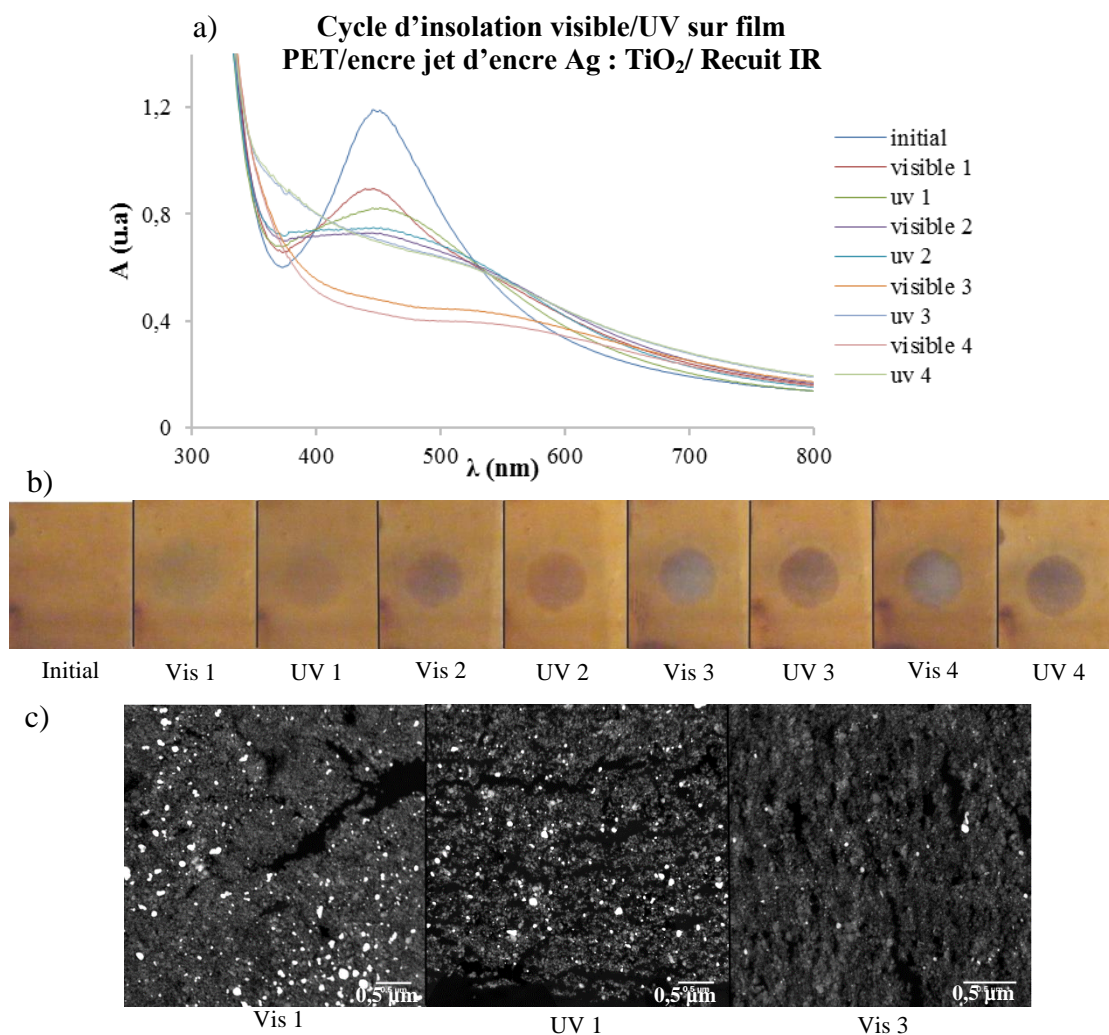 a)
Cycle d’insolation visible/UV sur film
PET/encre jet d’encre Ag : TiO₂/ Recuit IR
1,2
0,8
0,4
0
A (u.a)
300 400 500 600 700 800
λ (nm)
initial
visible 1
uv 1
visible 2
uv 2
visible 3
uv 3
visible 4
uv 4
b)
Initial Vis 1 UV 1 Vis 2 UV 2 Vis 3 UV 3 Vis 4 UV 4
c)
0,5 µm 0,5 µm 0,5 µm
Vis 1 UV 1 Vis 3